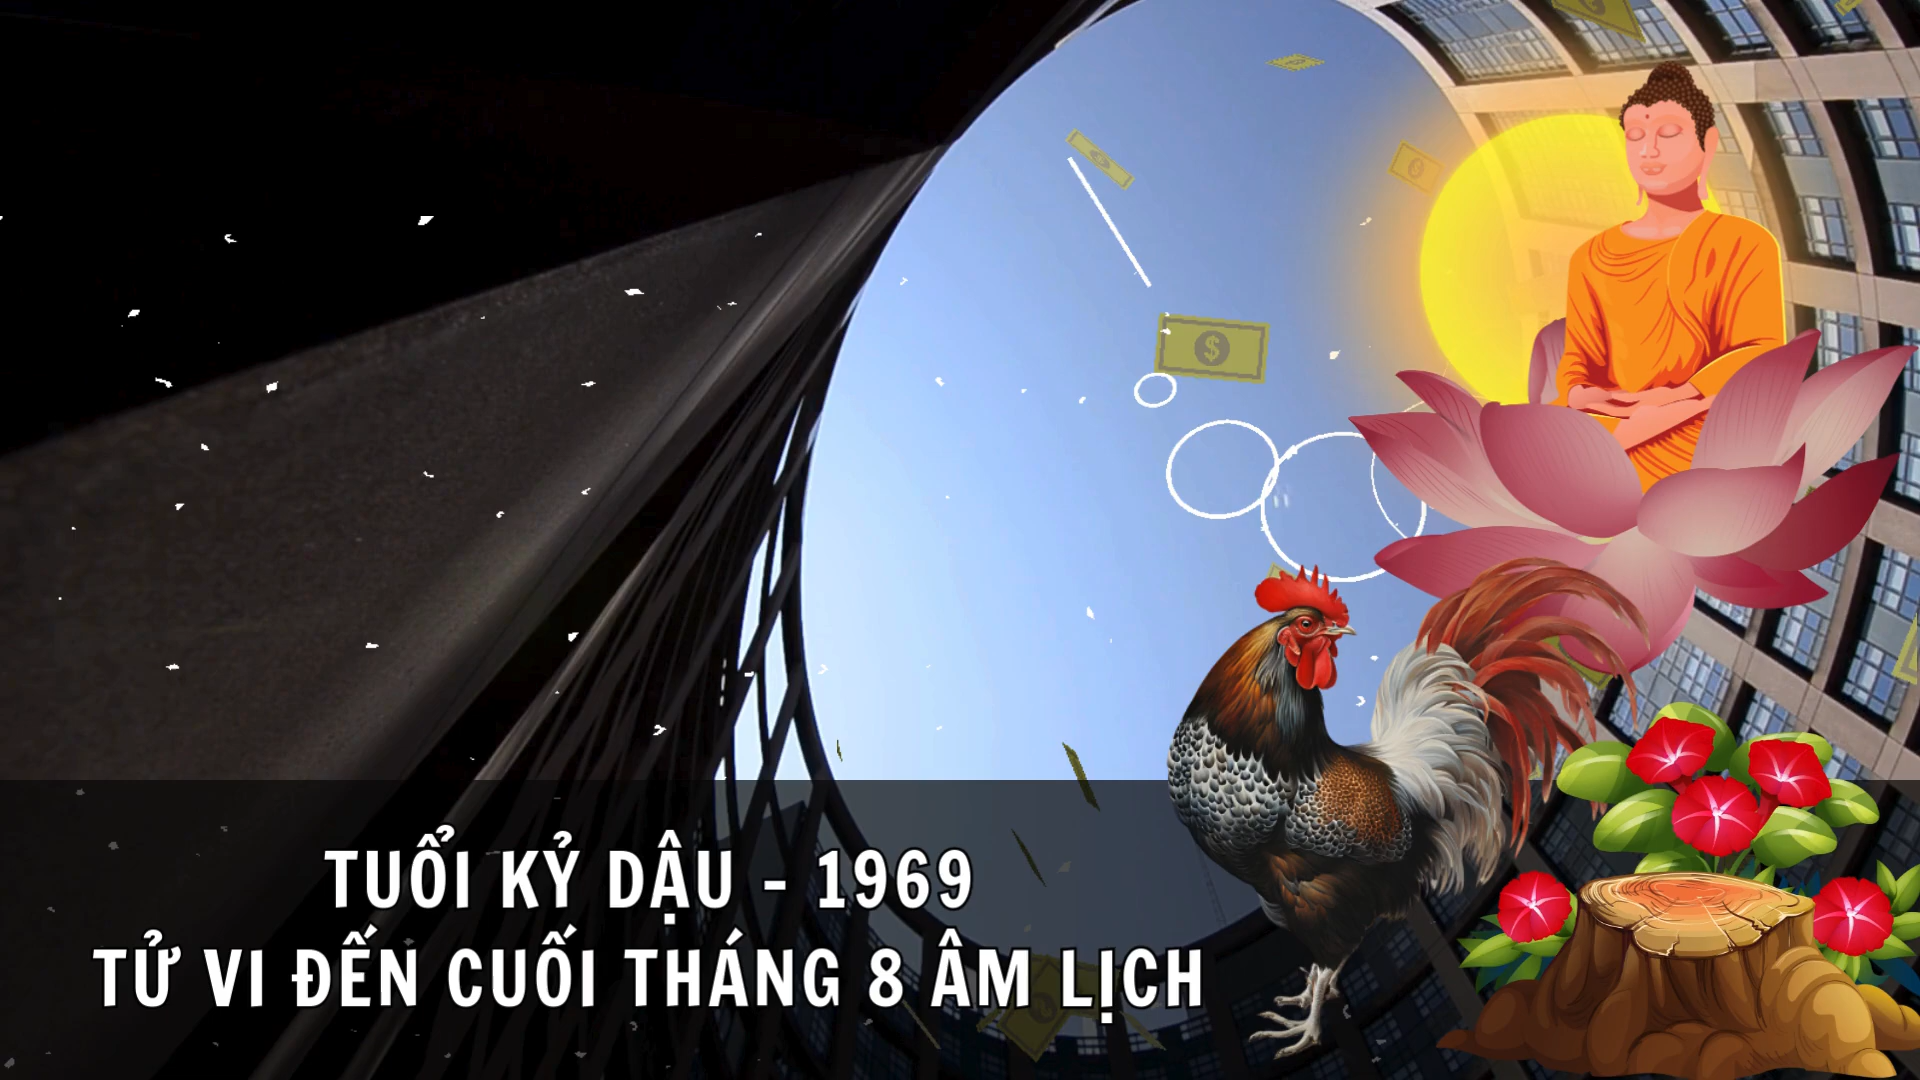 TUỔI KỶ DẬU - 1969
TỬ VI ĐẾN CUỐI THÁNG 8 ÂM LỊCH